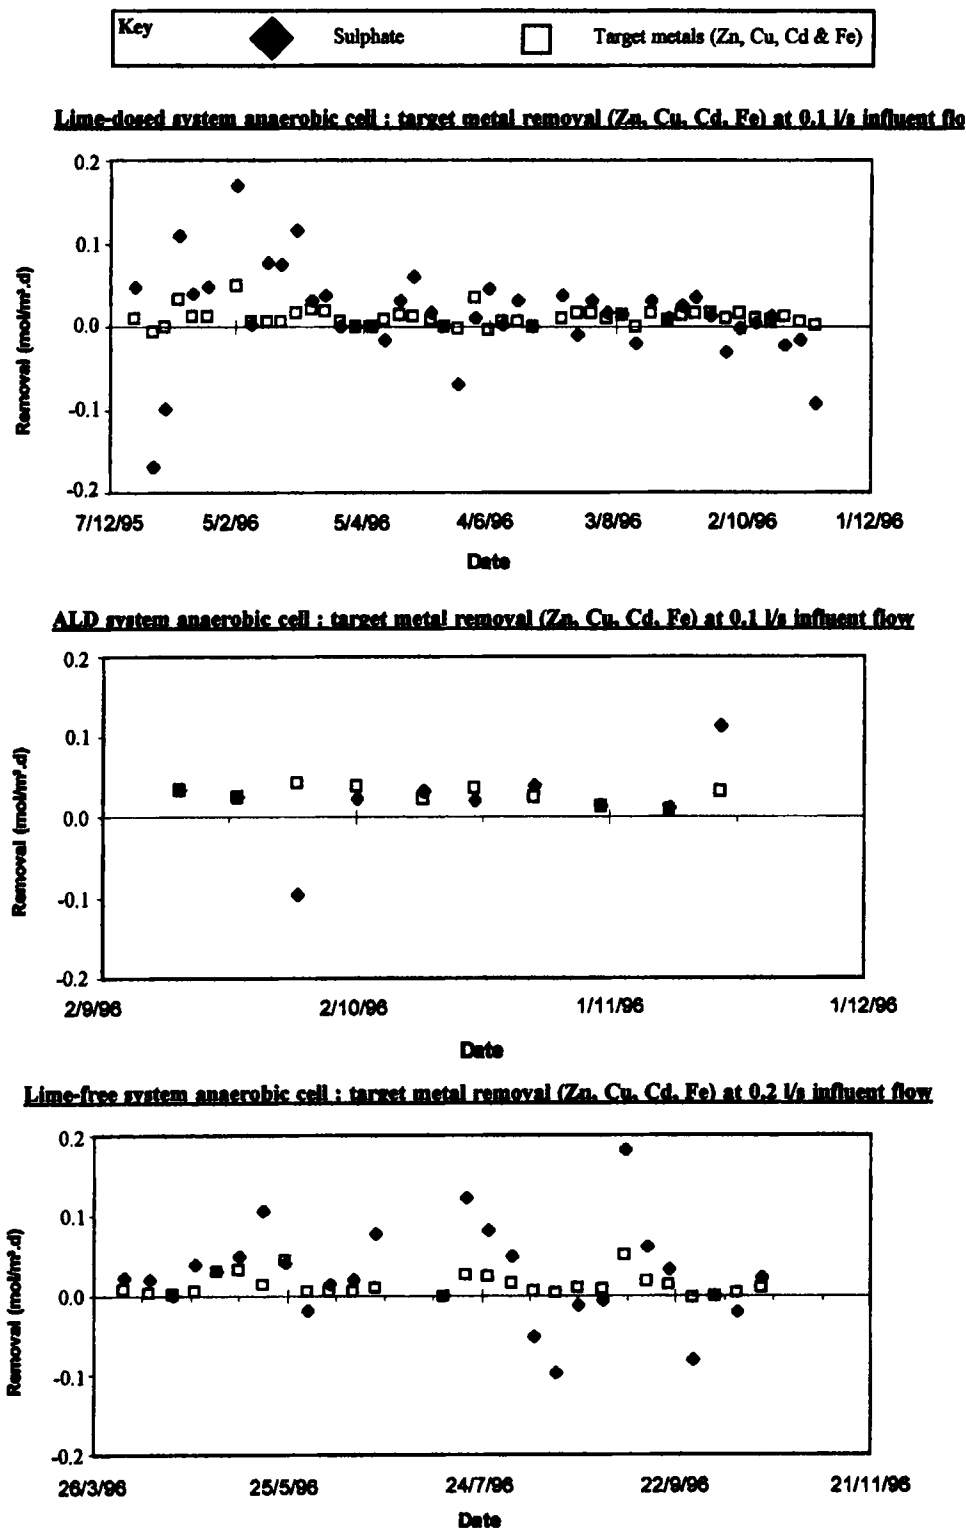 Key
Sulphate
Target metals (Zn, Cu, Cd & Fe)
Lime-dosed system anaerobic cell : target metal removal (Zn, Cu, Cd, Fe) at 0.1 l/s influent flo
0.2
0.1
0.0
-0.1
-0.2
Removal (mol/m³.d)
7/12/95 5/2/96 5/4/96 4/6/96 3/8/96 2/10/96 1/12/96
Date
ALD system anaerobic cell : target metal removal (Zn, Cu, Cd, Fe) at 0.1 l/s influent flow
0.2
0.1
0.0
-0.1
-0.2
Removal (mol/m³.d)
2/9/96 2/10/96 1/11/96 1/12/96
Date
Lime-free system anaerobic cell : target metal removal (Zn, Cu, Cd, Fe) at 0.2 l/s influent flow
0.2
0.1
0.0
-0.1
-0.2
Removal (mol/m³.d)
26/3/96 25/5/96 24/7/96 22/9/96 21/11/96
Date